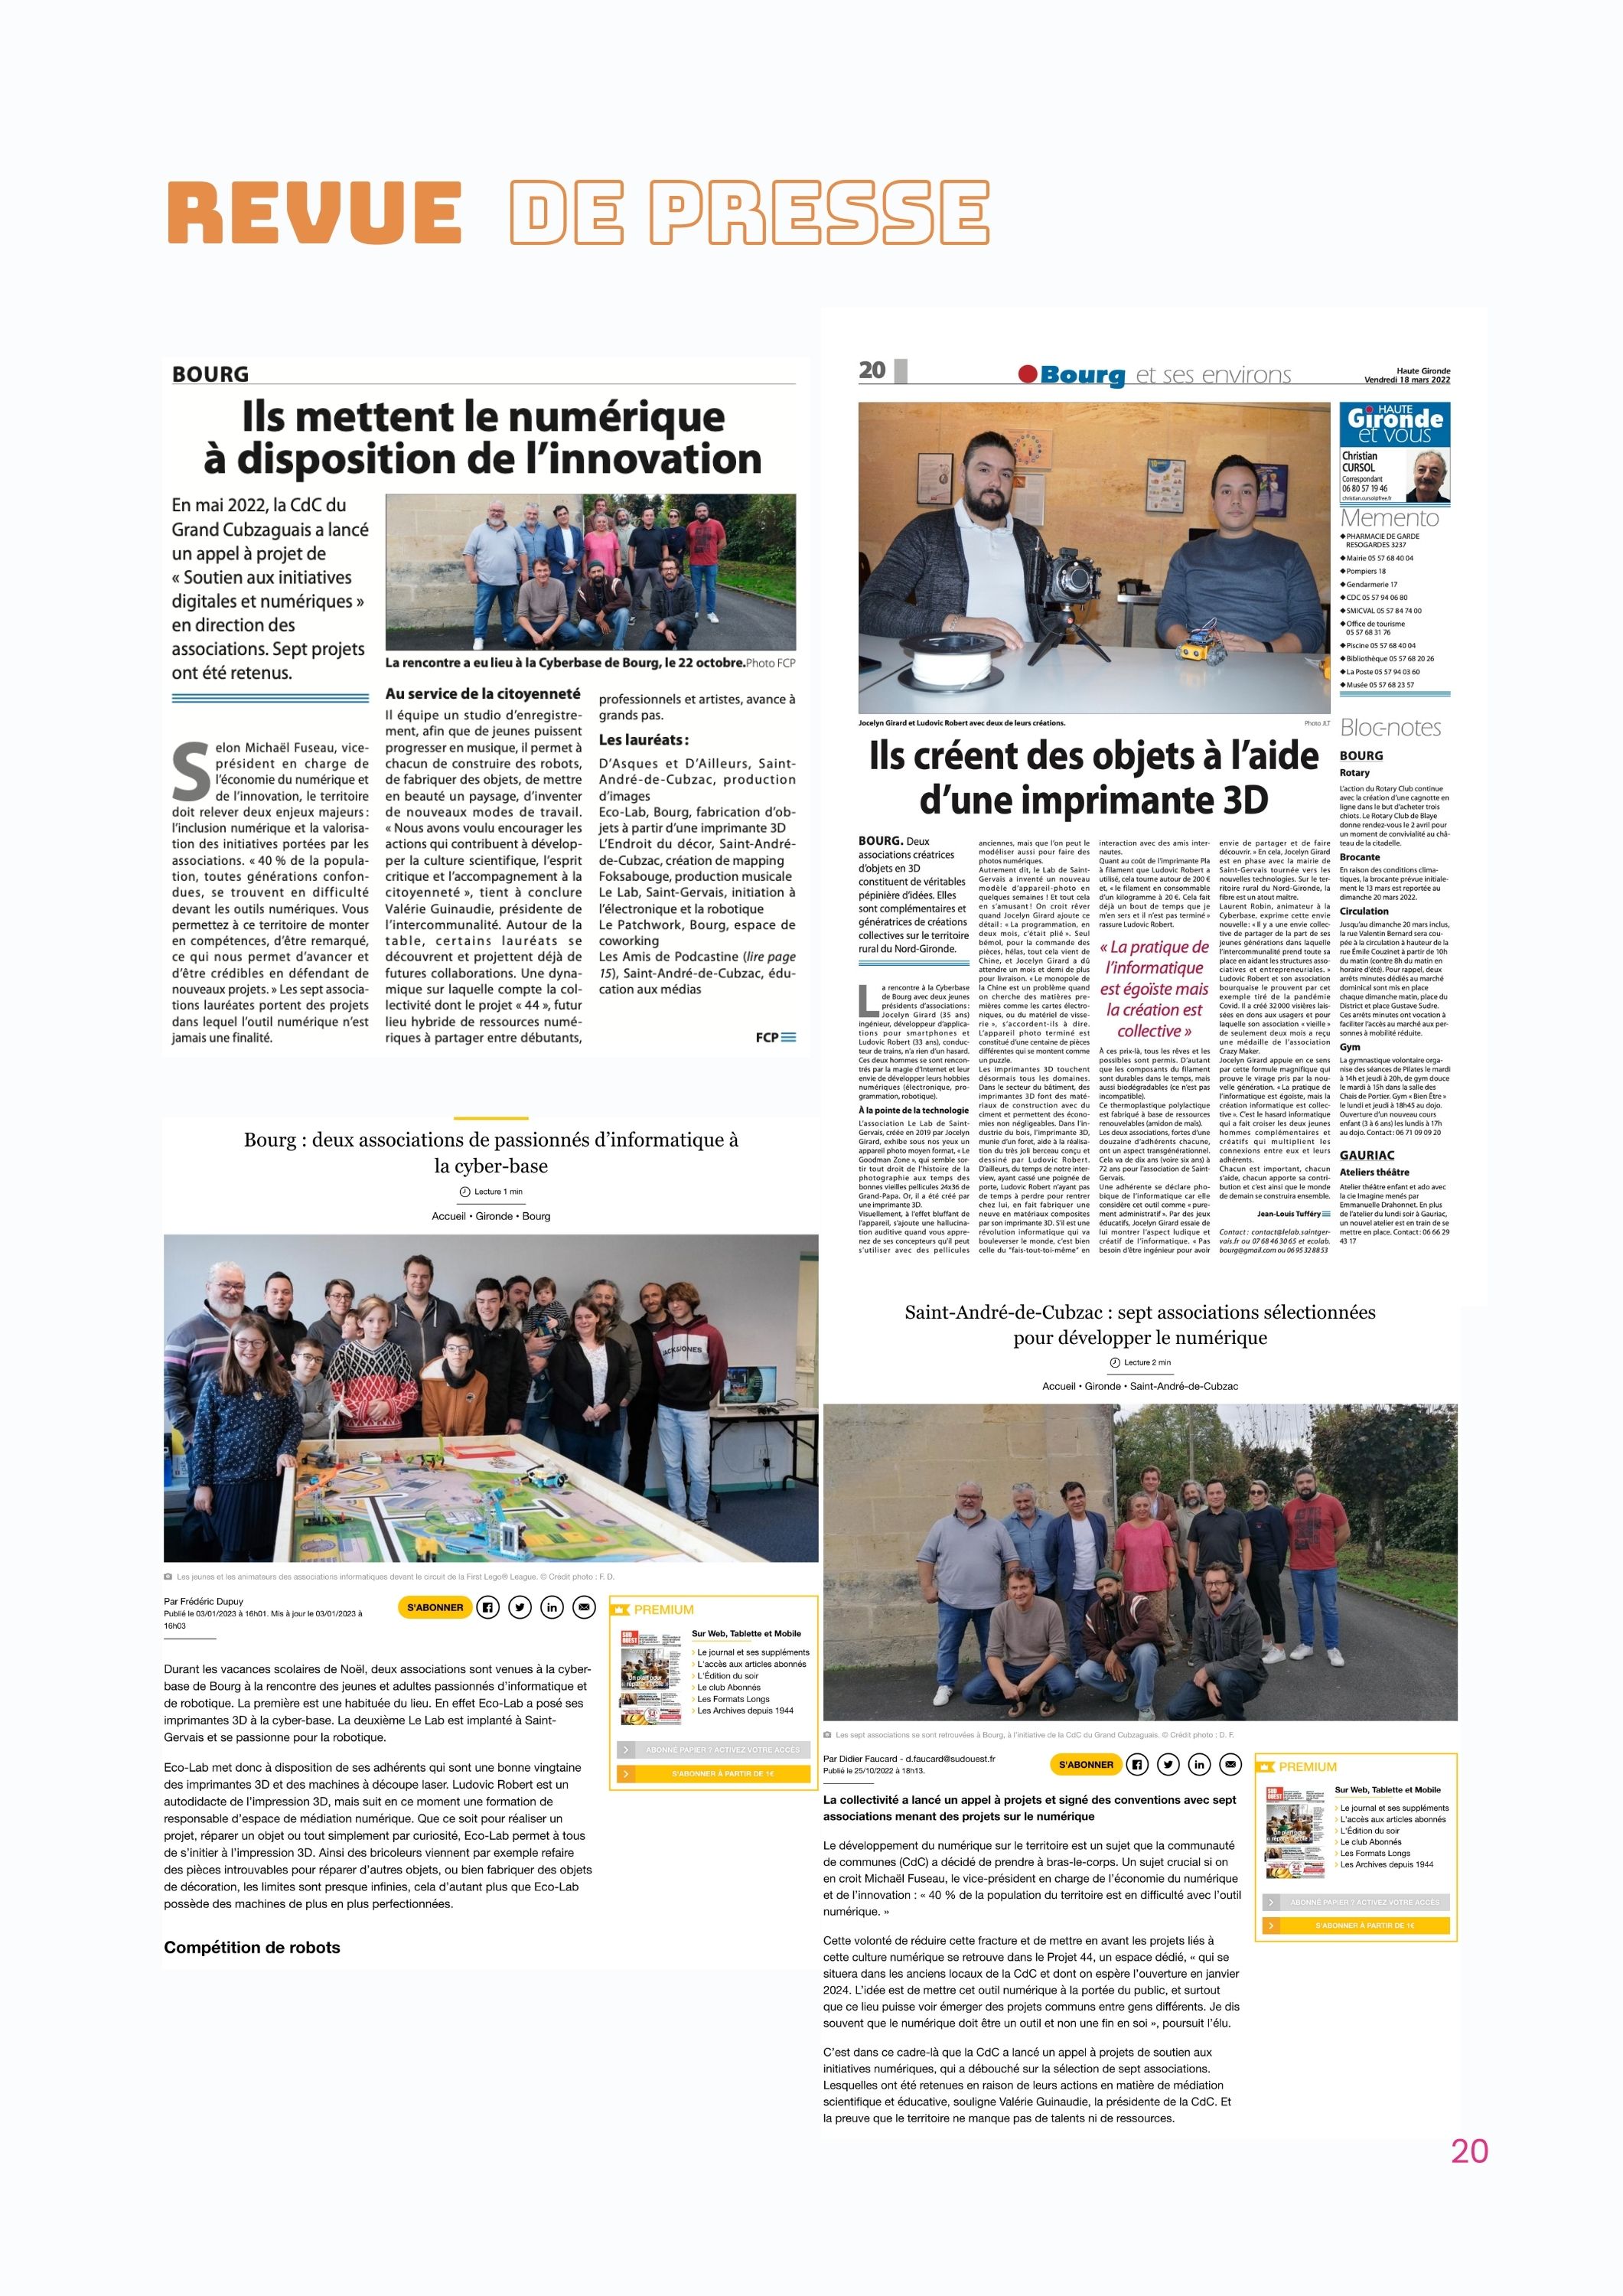 REVUE DE PRESSE
BOURG
Ils mettent le numérique
à disposition de l'innovation
En mai 2022, la CdC du
Grand Cubzaguais a lancé
un appel à projet de
« Soutien aux initiatives
digitales et numériques »
en direction des
associations. Sept projets
ont été retenus.
La rencontre a eu lieu à la Cyberbase de Bourg, le 22 octobre. Photo FCP
Selon Michaël Fuseau, vice-
président en charge de
l'économie du numérique et
de l'innovation, le territoire
doit relever deux enjeux majeurs :
l'inclusion numérique et la valorisa-
tion des initiatives portées par les
associations. « 40 % de la popula-
tion, toutes générations confon-
dues, se trouvent en difficulté
devant les outils numériques. Vous
permettez à ce territoire de monter
en compétences, d'être remarqué,
ce qui nous permet d'avancer et
d'être crédibles en défendant de
nouveaux projets. » Les sept associa-
tions lauréates portent des projets
dans lequel l'outil numérique n'est
jamais une finalité.
Au service de la citoyenneté
Il équipe un studio d'enregistre-
ment, afin que de jeunes puissent
progresser en musique, il permet à
chacun de construire des robots,
de fabriquer des objets, de mettre
en beauté un paysage, d'inventer
de nouveaux modes de travail.
« Nous avons voulu encourager les
actions qui contribuent à dévelop-
per la culture scientifique, l'esprit
critique et l'accompagnement à la
citoyenneté », tient à conclure
Valérie Guinaudie, présidente de
l'intercommunalité. Autour de la
table, certains lauréats se
découvrent et projettent déjà de
futures collaborations. Une dyna-
mique sur laquelle compte la col-
lectivité dont le projet « 44 », futur
lieu hybride de ressources numé-
riques à partager entre débutants,
professionnels et artistes, avance à
grands pas.
Les lauréats :
D'Asques et D'Ailleurs, Saint-
André-de-Cubzac, production
d'images
Eco-Lab, Bourg, fabrication d'ob-
jets à partir d'une imprimante 3D
L'Endroit du décor, Saint-André-
de-Cubzac, création de mapping
Foksabouge, production musicale
Le Lab, Saint-Gervais, initiation à
l'électronique et la robotique
Le Patchwork, Bourg, espace de
coworking
Les Amis de Podcastine (lire page
15), Saint-André-de-Cubzac, édu-
cation aux médias
FCP
20
Bourg et ses environs
Haute Gironde
Vendredi 18 mars 2022
Jocelyn Girard et Ludovic Robert avec deux de leurs créations.
Photo JLT
Ils créent des objets à l'aide
d'une imprimante 3D
BOURG. Deux
associations créatrices
d'objets en 3D
constituent de véritables
pépinière d'idées. Elles
sont complémentaires et
génératrices de créations
collectives sur le territoire
rural du Nord-Gironde.
La rencontre à la Cyberbase
de Bourg avec deux jeunes
présidents d'associations :
Jocelyn Girard (35 ans)
ingénieur, développeur d'applica-
tions pour smartphones et
Ludovic Robert (33 ans), conduc-
teur de trains, n'a rien d'un hasard.
Ces deux hommes se sont rencon-
trés par la magie d'Internet et leur
envie de développer leurs hobbies
numériques (électronique, pro-
grammation, robotique).
À la pointe de la technologie
L'association Le Lab de Saint-
Gervais, créée en 2019 par Jocelyn
Girard, exhibe sous nos yeux un
appareil photo moyen format, « Le
Goodman Zone », qui semble sor-
tir tout droit de l'histoire de la
photographie aux temps des
bonnes vieilles pellicules 24x36 de
Grand-Papa. Or, il a été créé par
une imprimante 3D.
Visuellement, à l'effet bluffant de
l'appareil, s'ajoute une hallucina-
tion auditive quand vous appre-
nez de ses concepteurs qu'il peut
s'utiliser avec des pellicules
anciennes, mais que l'on peut le
modéliser aussi pour faire des
photos numériques.
Autrement dit, le Lab de Saint-
Gervais a inventé un nouveau
modèle d'appareil-photo en
quelques semaines ! Et tout cela
en s'amusant ! On croit rêver
quand Jocelyn Girard ajoute ce
détail : « La programmation, en
deux mois, c'était plié ». Seul
bémol, pour la commande des
pièces, hélas, tout cela vient de
Chine, et Jocelyn Girard a dû
attendre un mois et demi de plus
pour livraison. « Le monopole de
la Chine est un problème quand
on cherche des matières pre-
mières comme les cartes électro-
niques, ou du matériel de visse-
rie », s'accordent-ils à dire.
L'appareil photo terminé est
constitué d'une centaine de pièces
différentes qui se montent comme
un puzzle.
Les imprimantes 3D touchent
désormais tous les domaines.
Dans le secteur du bâtiment, des
imprimantes 3D font des maté-
riaux de construction avec du
ciment et permettent des écono-
mies non négligeables. Dans l'in-
dustrie du bois, l'imprimante 3D,
munie d'un foret, aide à la réalisa-
tion du très joli berceau conçu et
dessiné par Ludovic Robert.
D'ailleurs, du temps de notre inter-
view, ayant cassé une poignée de
porte, Ludovic Robert n'ayant pas
de temps à perdre pour rentrer
chez lui, en fait fabriquer une
neuve en matériaux composites
par son imprimante 3D. S'il est une
révolution informatique qui va
bouleverser le monde, c'est bien
celle du "fais-tout-toi-même" en
interaction avec des amis inter-
nautes.
Quant au coût de l'imprimante Pla
à filament que Ludovic Robert a
utilisé, cela tourne autour de 200 €
et, « le filament en consommable
d'un kilogramme à 20 €. Cela fait
déjà un bout de temps que je
m'en sers et il n'est pas terminé »
rassure Ludovic Robert.
« La pratique de
l'informatique
est égoïste mais
la création est
collective »
À ces prix-là, tous les rêves et les
possibles sont permis. D'autant
que les composants du filament
sont durables dans le temps, mais
aussi biodégradables (ce n'est pas
incompatible).
Ce thermoplastique polylactique
est fabriqué à base de ressources
renouvelables (amidon de maïs).
Les deux associations, fortes d'une
douzaine d'adhérents chacune,
ont un aspect transgénérationnel.
Cela va de dix ans (voire six ans) à
72 ans pour l'association de Saint-
Gervais.
Une adhérente se déclare pho-
bique de l'informatique car elle
considère cet outil comme « pure-
ment administratif ». Par des jeux
éducatifs, Jocelyn Girard essaie de
lui montrer l'aspect ludique et
créatif de l'informatique. « Pas
besoin d'être ingénieur pour avoir
envie de partager et de faire
découvrir. » En cela, Jocelyn Girard
est en phase avec la mairie de
Saint-Gervais tournée vers les
nouvelles technologies. Sur le ter-
ritoire rural du Nord-Gironde, la
fibre est un atout maître.
Laurent Robin, animateur à la
Cyberbase, exprime cette envie
nouvelle : « Il y a une envie collec-
tive de partager de la part de ses
jeunes générations dans laquelle
l'intercommunalité prend toute sa
place en aidant les structures asso-
ciatives et entrepreneuriales. »
Ludovic Robert et son association
bourquaise le prouvent par cet
exemple tiré de la pandémie
Covid. Il a créé 32 000 visières lais-
sées en dons aux usagers et pour
laquelle son association « vieille »
de seulement deux mois a reçu
une médaille de l'association
Crazy Maker.
Jocelyn Girard appuie en ce sens
par cette formule magnifique qui
prouve le virage pris par la nou-
velle génération. « La pratique de
l'informatique est égoïste, mais la
création informatique est collec-
tive ». C'est le hasard informatique
qui a fait croiser les deux jeunes
hommes complémentaires et
créatifs qui multiplient les
connexions entre eux et leurs
adhérents.
Chacun est important, chacun
s'aide, chacun apporte sa contri-
bution et c'est ainsi que le monde
de demain se construira ensemble.
Jean-Louis Tufféry
Contact : contact@lelab.saintger-
vais.fr ou 07 68 46 30 65 et ecolab.
bourg@gmail.com ou 06 95 32 88 53
HAUTE
Gironde
et vous
Christian
CURSOL
Correspondant
06 80 57 19 46
christian.cursol@free.fr
Memento
◆ PHARMACIE DE GARDE
RESOGARDES 3237
◆ Mairie 05 57 68 40 04
◆ Pompiers 18
◆ Gendarmerie 17
◆ CDC 05 57 94 06 80
◆ SMICVAL 05 57 84 74 00
◆ Office de tourisme
05 57 68 31 76
◆ Piscine 05 57 68 40 04
◆ Bibliothèque 05 57 68 20 26
◆ La Poste 05 57 94 03 60
◆ Musée 05 57 68 23 57
Bloc-notes
BOURG
Rotary
L'action du Rotary Club continue
avec la création d'une cagnotte en
ligne dans le but d'acheter trois
chiots. Le Rotary Club de Blaye
donne rendez-vous le 2 avril pour
un moment de convivialité au châ-
teau de la citadelle.
Brocante
En raison des conditions clima-
tiques, la brocante prévue initiale-
ment le 13 mars est reportée au
dimanche 20 mars 2022.
Circulation
Jusqu'au dimanche 20 mars inclus,
la rue Valentin Bernard sera cou-
pée à la circulation à hauteur de la
rue Émile Couzinet à partir de 10h
du matin (contre 8h du matin en
horaire d'été). Pour rappel, deux
arrêts minutes dédiés au marché
dominical sont mis en place
chaque dimanche matin, place du
District et place Gustave Sudre.
Ces arrêts minutes ont vocation à
faciliter l'accès au marché aux per-
sonnes à mobilité réduite.
Gym
La gymnastique volontaire orga-
nise des séances de Pilates le mardi
à 14h et jeudi à 20h, de gym douce
le mardi à 15h dans la salle des
Chais de Portier. Gym « Bien Être »
le lundi et jeudi à 18h45 au dojo.
Ouverture d'un nouveau cours
enfant (3 à 6 ans) les lundis à 17h
au dojo. Contact : 06 71 09 09 20
GAURIAC
Ateliers théâtre
Atelier théâtre enfant et ado avec
la cie Imagine menés par
Emmanuelle Drahonnet. En plus
de l'atelier du lundi soir à Gauriac,
un nouvel atelier est en train de se
mettre en place. Contact : 06 66 29
43 17
Bourg : deux associations de passionnés d'informatique à
la cyber-base
Lecture 1 min
Accueil • Gironde • Bourg
JACK&JONES
Les jeunes et les animateurs des associations informatiques devant le circuit de la First Lego® League. © Crédit photo : F. D.
Par Frédéric Dupuy
Publié le 03/01/2023 à 16h01. Mis à jour le 03/01/2023 à
16h03
S'ABONNER
PREMIUM
SUD OUEST
Sur Web, Tablette et Mobile
› Le journal et ses suppléments
› L'accès aux articles abonnés
› L'Édition du soir
› Le club Abonnés
› Les Formats Longs
› Les Archives depuis 1944
ABONNÉ PAPIER ? ACTIVEZ VOTRE ACCÈS
S'ABONNER À PARTIR DE 1€
Durant les vacances scolaires de Noël, deux associations sont venues à la cyber-
base de Bourg à la rencontre des jeunes et adultes passionnés d'informatique et
de robotique. La première est une habituée du lieu. En effet Eco-Lab a posé ses
imprimantes 3D à la cyber-base. La deuxième Le Lab est implanté à Saint-
Gervais et se passionne pour la robotique.
Eco-Lab met donc à disposition de ses adhérents qui sont une bonne vingtaine
des imprimantes 3D et des machines à découpe laser. Ludovic Robert est un
autodidacte de l'impression 3D, mais suit en ce moment une formation de
responsable d'espace de médiation numérique. Que ce soit pour réaliser un
projet, réparer un objet ou tout simplement par curiosité, Eco-Lab permet à tous
de s'initier à l'impression 3D. Ainsi des bricoleurs viennent par exemple refaire
des pièces introuvables pour réparer d'autres objets, ou bien fabriquer des objets
de décoration, les limites sont presque infinies, cela d'autant plus que Eco-Lab
possède des machines de plus en plus perfectionnées.
Compétition de robots
Saint-André-de-Cubzac : sept associations sélectionnées
pour développer le numérique
Lecture 2 min
Accueil • Gironde • Saint-André-de-Cubzac
Les sept associations se sont retrouvées à Bourg, à l'initiative de la CdC du Grand Cubzaguais. © Crédit photo : D. F.
Par Didier Faucard - d.faucard@sudouest.fr
Publié le 25/10/2022 à 18h13.
S'ABONNER
PREMIUM
Sur Web, Tablette et Mobile
› Le journal et ses suppléments
› L'accès aux articles abonnés
› L'Édition du soir
› Le club Abonnés
› Les Formats Longs
› Les Archives depuis 1944
ABONNÉ PAPIER ? ACTIVEZ VOTRE ACCÈS
S'ABONNER À PARTIR DE 1€
La collectivité a lancé un appel à projets et signé des conventions avec sept
associations menant des projets sur le numérique
Le développement du numérique sur le territoire est un sujet que la communauté
de communes (CdC) a décidé de prendre à bras-le-corps. Un sujet crucial si on
en croit Michaël Fuseau, le vice-président en charge de l'économie du numérique
et de l'innovation : « 40 % de la population du territoire est en difficulté avec l'outil
numérique. »
Cette volonté de réduire cette fracture et de mettre en avant les projets liés à
cette culture numérique se retrouve dans le Projet 44, un espace dédié, « qui se
situera dans les anciens locaux de la CdC et dont on espère l'ouverture en janvier
2024. L'idée est de mettre cet outil numérique à la portée du public, et surtout
que ce lieu puisse voir émerger des projets communs entre gens différents. Je dis
souvent que le numérique doit être un outil et non une fin en soi », poursuit l'élu.
C'est dans ce cadre-là que la CdC a lancé un appel à projets de soutien aux
initiatives numériques, qui a débouché sur la sélection de sept associations.
Lesquelles ont été retenues en raison de leurs actions en matière de médiation
scientifique et éducative, souligne Valérie Guinaudie, la présidente de la CdC. Et
la preuve que le territoire ne manque pas de talents ni de ressources.
20